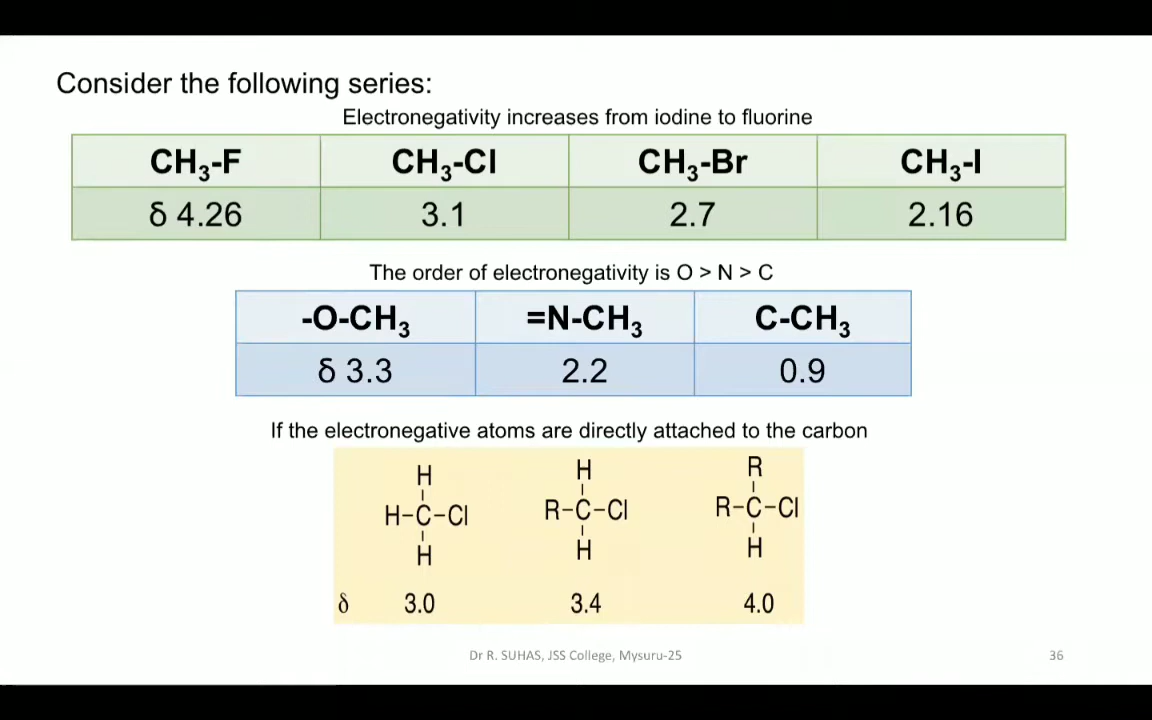 Consider the following series:
Electronegativity increases from iodine to fluorine
CH₃-F CH₃-Cl CH₃-Br CH₃-I
δ 4.26 3.1 2.7 2.16
The order of electronegativity is O > N > C
-O-CH₃ =N-CH₃ C-CH₃
δ 3.3 2.2 0.9
If the electronegative atoms are directly attached to the carbon
H H R
H-C-Cl R-C-Cl R-C-Cl
H H H
δ 3.0 3.4 4.0
Dr R. SUHAS, JSS College, Mysuru-25 36